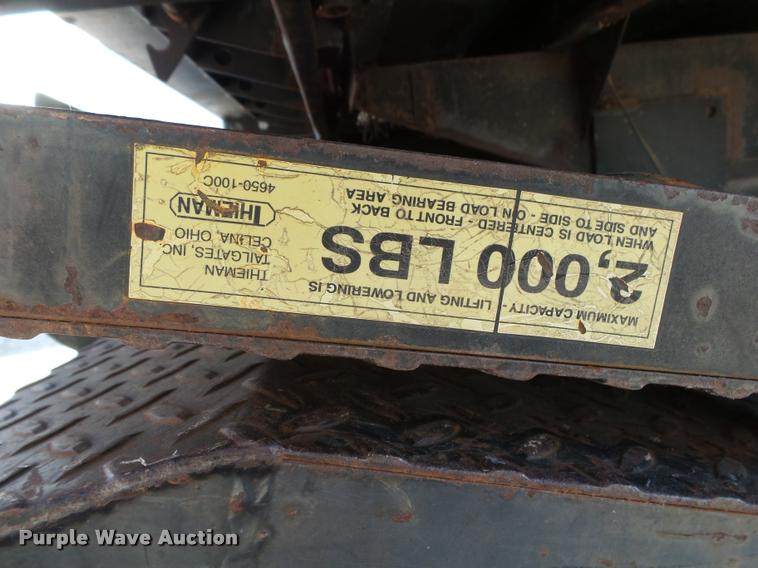 MAXIMUM CAPACITY - LIFTING AND LOWERING IS
2,000 LBS
WHEN LOAD IS CENTERED - FRONT TO BACK
AND SIDE TO SIDE - ON LOAD BEARING AREA
THIEMAN
TAILGATES, INC
CELINA, OHIO
THIEMAN
4650-100C
Purple Wave Auction